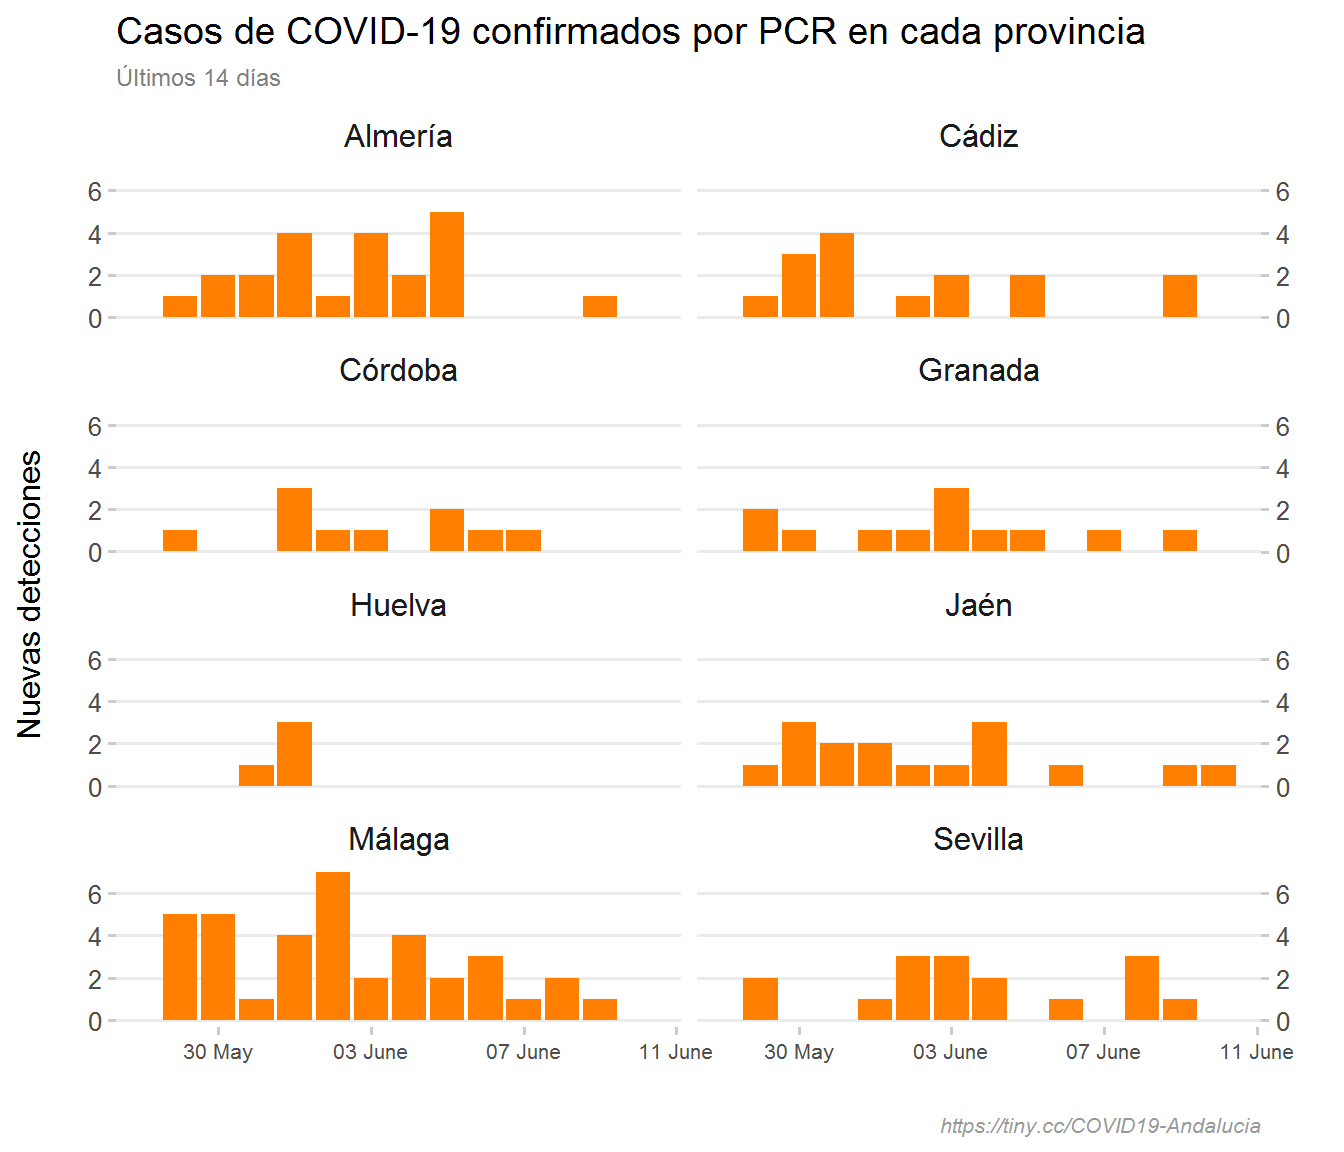 Casos de COVID-19 confirmados por PCR en cada provincia
Últimos 14 días
Nuevas detecciones
Almería
Cádiz
6
4
2
0
6
4
2
0
Córdoba
Granada
6
4
2
0
6
4
2
0
Huelva
Jaén
6
4
2
0
6
4
2
0
Málaga
Sevilla
6
4
2
0
6
4
2
0
30 May 03 June 07 June 11 June
30 May 03 June 07 June 11 June
https://tiny.cc/COVID19-Andalucia